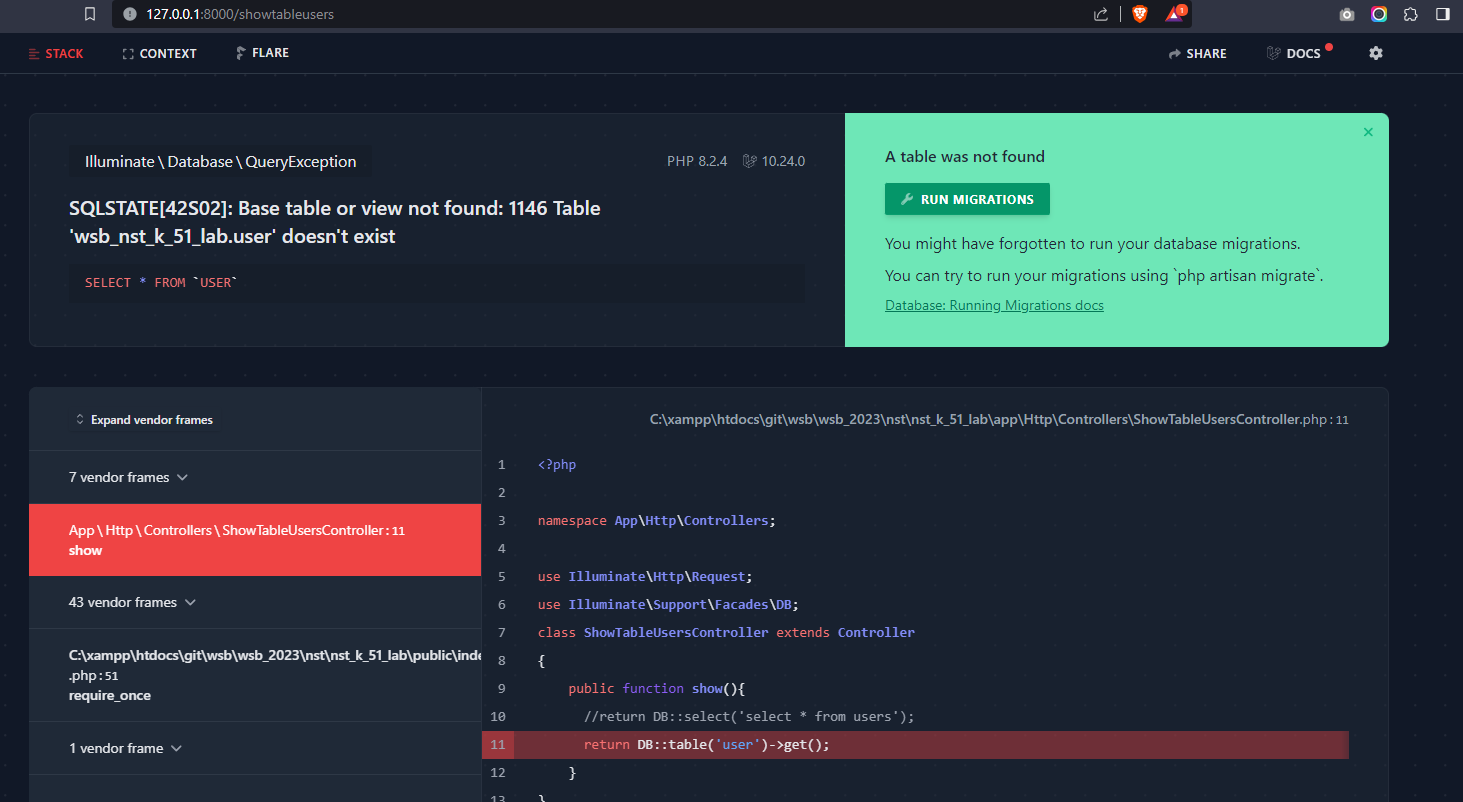 127.0.0.1:8000/showtableusers
1
STACK
CONTEXT
FLARE
SHARE
DOCS
Illuminate\Database\QueryException
PHP 8.2.4
10.24.0
SQLSTATE[42S02]: Base table or view not found: 1146 Table
'wsb_nst_k_51_lab.user' doesn't exist
SELECT * FROM `USER`
A table was not found
RUN MIGRATIONS
You might have forgotten to run your database migrations.
You can try to run your migrations using `php artisan migrate`.
Database: Running Migrations docs
Expand vendor frames
7 vendor frames
App\Http\Controllers\ShowTableUsersController:11
show
43 vendor frames
C:\xampp\htdocs\git\wsb\wsb_2023\nst\nst_k_51_lab\public\inde
.php:51
require_once
1 vendor frame
C:\xampp\htdocs\git\wsb\wsb_2023\nst\nst_k_51_lab\app\Http\Controllers\ShowTableUsersController.php:11
1 <?php
2
3 namespace App\Http\Controllers;
4
5 use Illuminate\Http\Request;
6 use Illuminate\Support\Facades\DB;
7 class ShowTableUsersController extends Controller
8 {
9 public function show(){
10 //return DB::select('select * from users');
11 return DB::table('user')->get();
12 }
13 }